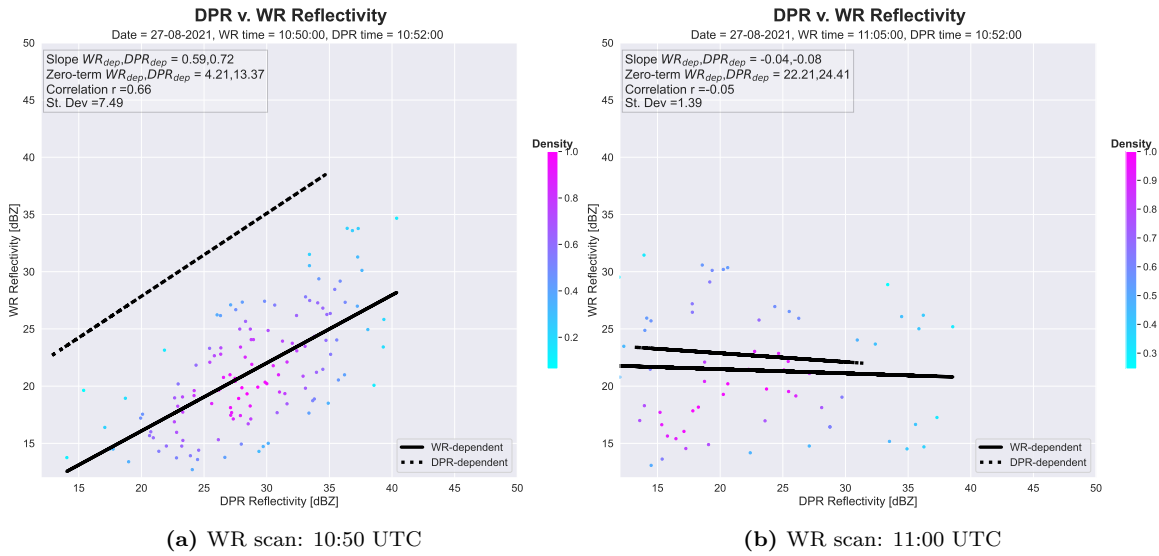 DPR v. WR Reflectivity
Date = 27-08-2021, WR time = 10:50:00, DPR time = 10:52:00
50
45
40
35
30
25
20
15
WR Reflectivity [dBZ]
Slope WR_dep,DPR_dep = 0.59,0.72
Zero-term WR_dep,DPR_dep = 4.21,13.37
Correlation r =0.66
St. Dev =7.49
WR-dependent
DPR-dependent
15 20 25 30 35 40 45 50
DPR Reflectivity [dBZ]
Density
1.0
0.8
0.6
0.4
0.2
(a) WR scan: 10:50 UTC
DPR v. WR Reflectivity
Date = 27-08-2021, WR time = 11:05:00, DPR time = 10:52:00
50
45
40
35
30
25
20
15
WR Reflectivity [dBZ]
Slope WR_dep,DPR_dep = -0.04,-0.08
Zero-term WR_dep,DPR_dep = 22.21,24.41
Correlation r =-0.05
St. Dev =1.39
WR-dependent
DPR-dependent
15 20 25 30 35 40 45 50
DPR Reflectivity [dBZ]
Density
1.0
0.9
0.8
0.7
0.6
0.5
0.4
0.3
(b) WR scan: 11:00 UTC